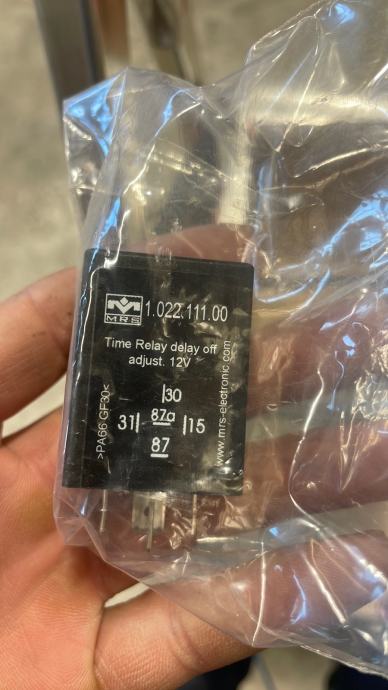 MRS
1.022.111.00
Time Relay delay off
adjust. 12V
30
31 87a 15
87
>PA66 GF30<
www.mrs-electronic.com